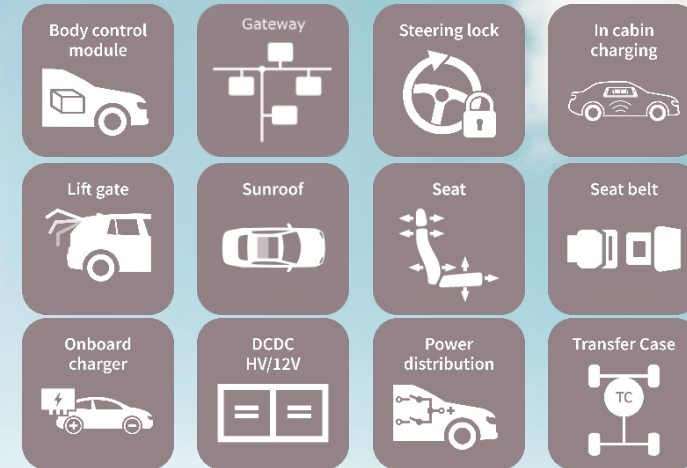 Body control
module
Gateway
Steering lock
In cabin
charging
Lift gate
Sunroof
Seat
Seat belt
Onboard
charger
DCDC
HV/12V
Power
distribution
Transfer Case
TC